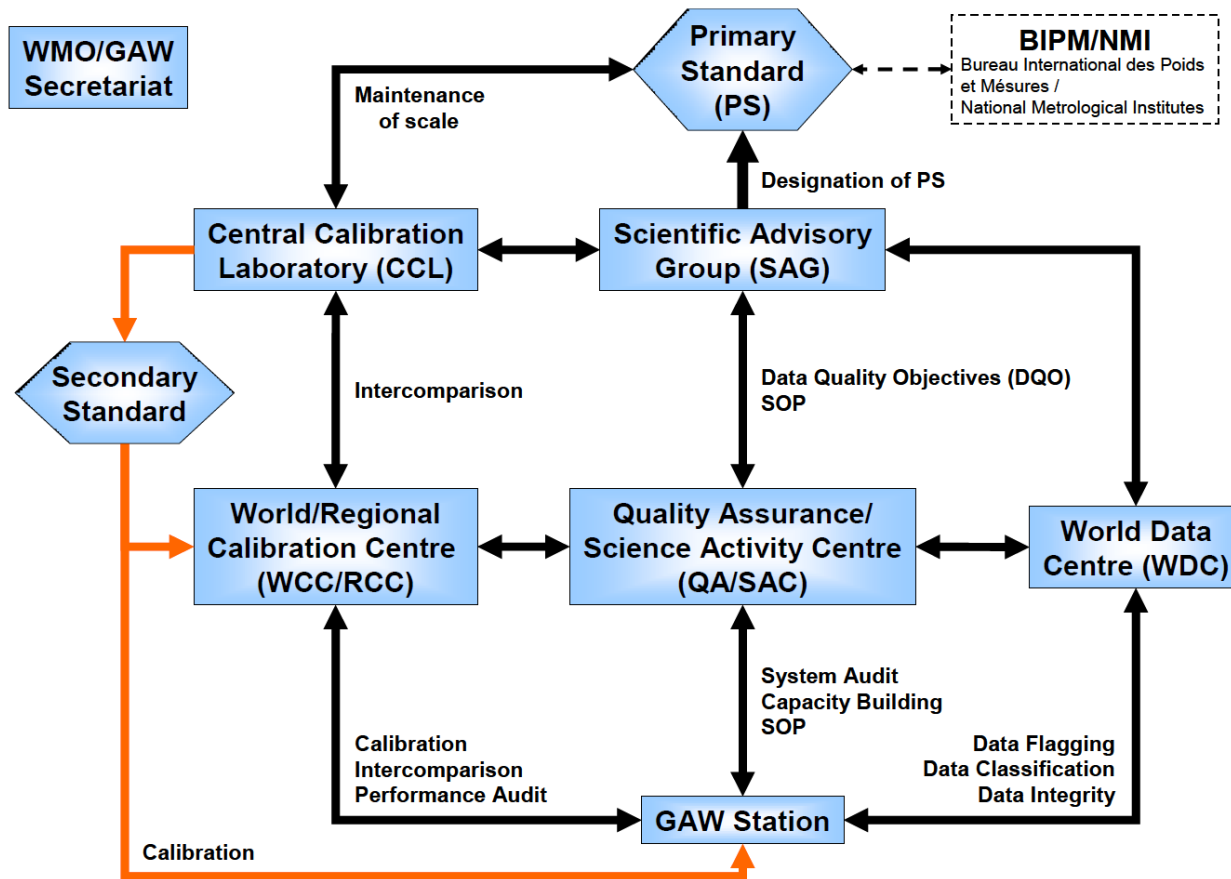 WMO/GAW
Secretariat
Primary
Standard
(PS)
BIPM/NMI
Bureau International des Poids
et Mésures /
National Metrological Institutes
Maintenance
of scale
Designation of PS
Central Calibration
Laboratory (CCL)
Scientific Advisory
Group (SAG)
Secondary
Standard
Intercomparison
Data Quality Objectives (DQO)
SOP
World/Regional
Calibration Centre
(WCC/RCC)
Quality Assurance/
Science Activity Centre
(QA/SAC)
World Data
Centre (WDC)
System Audit
Capacity Building
SOP
Calibration
Intercomparison
Performance Audit
Data Flagging
Data Classification
Data Integrity
GAW Station
Calibration